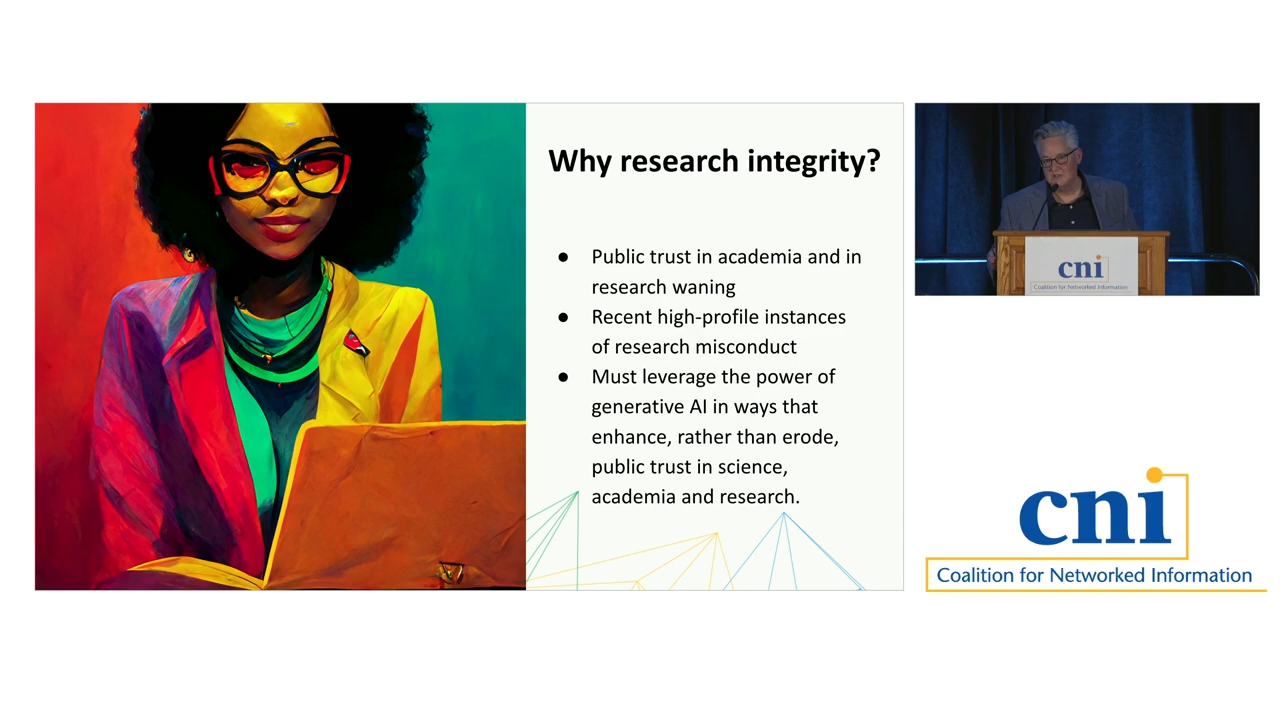 Why research integrity?
● Public trust in academia and in
research waning
● Recent high-profile instances
of research misconduct
● Must leverage the power of
generative AI in ways that
enhance, rather than erode,
public trust in science,
academia and research.
cni
Coalition for Networked Information
cni
Coalition for Networked Information